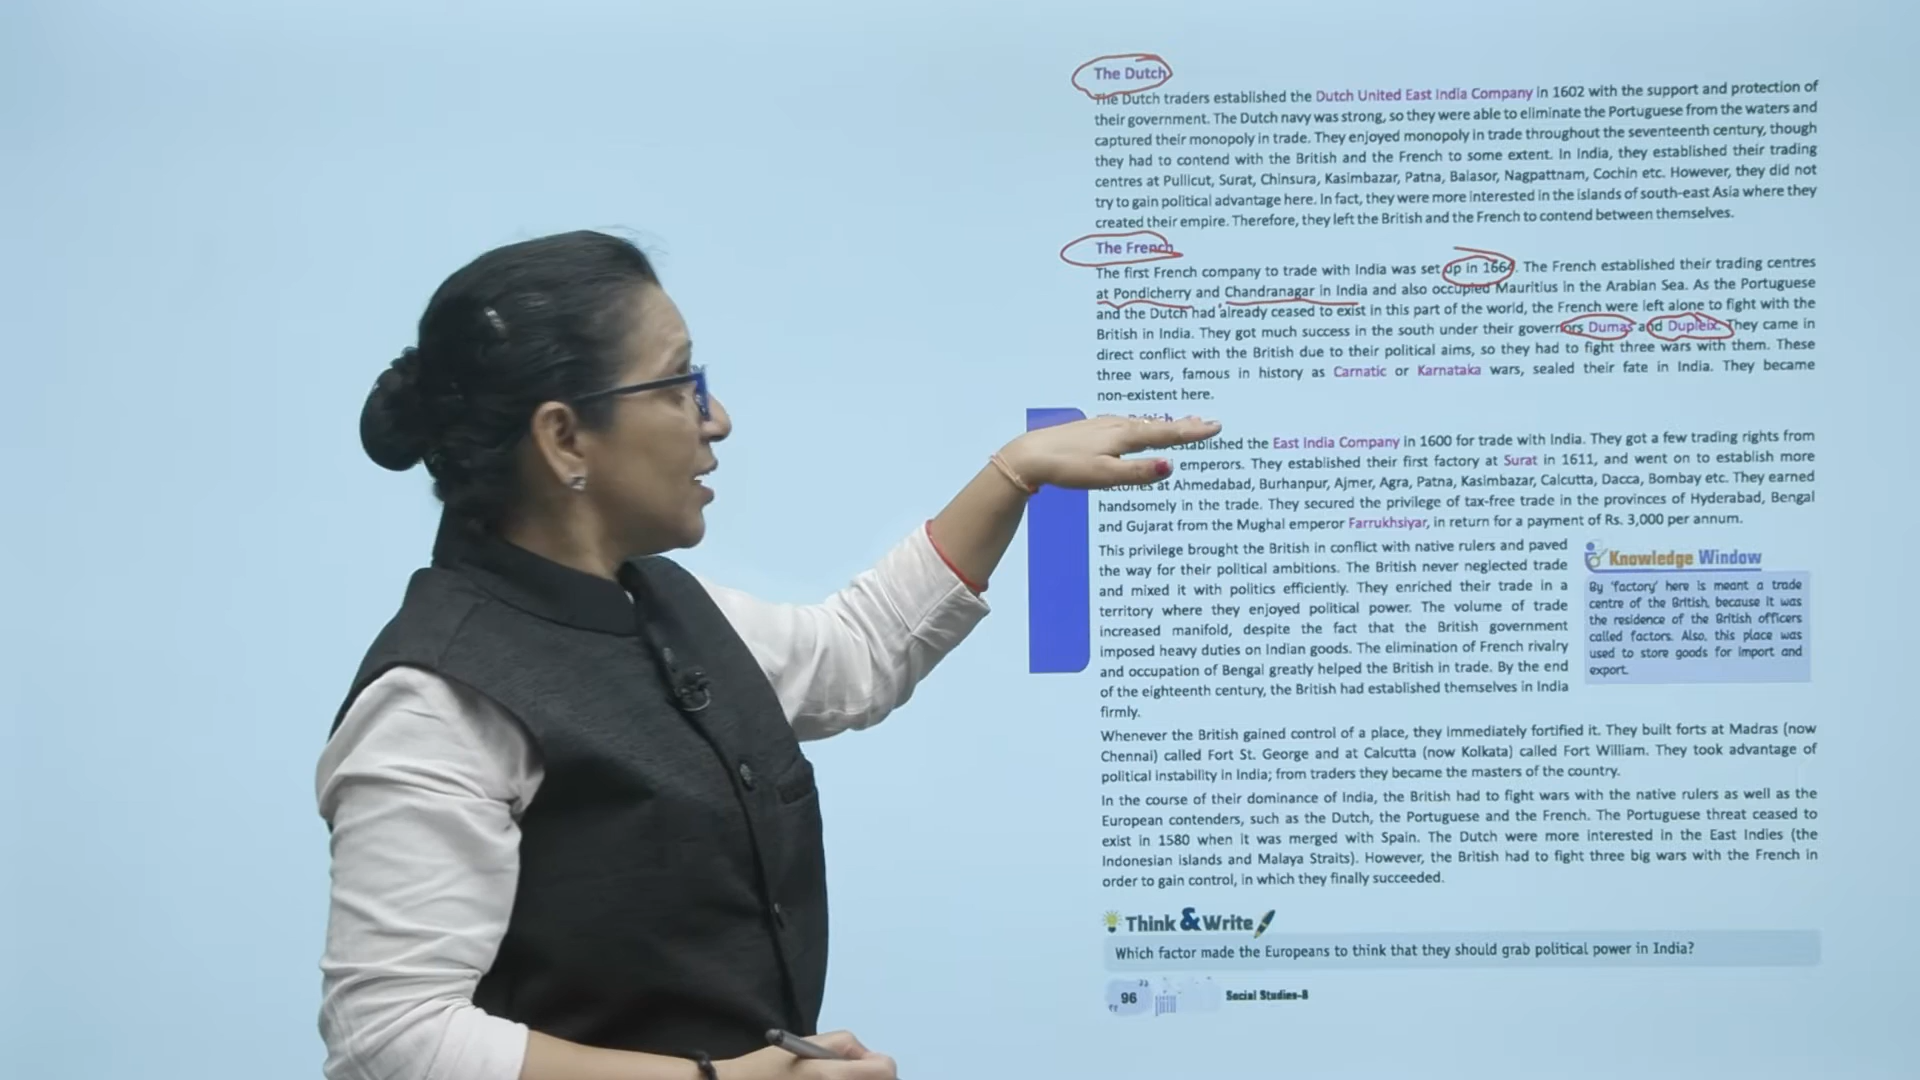 The Dutch
The Dutch traders established the Dutch United East India Company in 1602 with the support and protection of
their government. The Dutch navy was strong, so they were able to eliminate the Portuguese from the waters and
captured their monopoly in trade. They enjoyed monopoly in trade throughout the seventeenth century, though
they had to contend with the British and the French to some extent. In India, they established their trading
centres at Pullicut, Surat, Chinsura, Kasimbazar, Patna, Balasor, Nagpattnam, Cochin etc. However, they did not
try to gain political advantage here. In fact, they were more interested in the islands of south-east Asia where they
created their empire. Therefore, they left the British and the French to contend between themselves.
The French
The first French company to trade with India was set up in 1664. The French established their trading centres
at Pondicherry and Chandranagar in India and also occupied Mauritius in the Arabian Sea. As the Portuguese
and the Dutch had already ceased to exist in this part of the world, the French were left alone to fight with the
British in India. They got much success in the south under their governors Dumas and Dupleix. They came in
direct conflict with the British due to their political aims, so they had to fight three wars with them. These
three wars, famous in history as Carnatic or Karnataka wars, sealed their fate in India. They became
non-existent here.
established the East India Company in 1600 for trade with India. They got a few trading rights from
emperors. They established their first factory at Surat in 1611, and went on to establish more
factories at Ahmedabad, Burhanpur, Ajmer, Agra, Patna, Kasimbazar, Calcutta, Dacca, Bombay etc. They earned
handsomely in the trade. They secured the privilege of tax-free trade in the provinces of Hyderabad, Bengal
and Gujarat from the Mughal emperor Farrukhsiyar, in return for a payment of Rs. 3,000 per annum.
This privilege brought the British in conflict with native rulers and paved
the way for their political ambitions. The British never neglected trade
and mixed it with politics efficiently. They enriched their trade in a
territory where they enjoyed political power. The volume of trade
increased manifold, despite the fact that the British government
imposed heavy duties on Indian goods. The elimination of French rivalry
and occupation of Bengal greatly helped the British in trade. By the end
of the eighteenth century, the British had established themselves in India
firmly.
Knowledge Window
By 'factory' here is meant a trade
centre of the British, because it was
the residence of the British officers
called factors. Also, this place was
used to store goods for import and
export.
Whenever the British gained control of a place, they immediately fortified it. They built forts at Madras (now
Chennai) called Fort St. George and at Calcutta (now Kolkata) called Fort William. They took advantage of
political instability in India; from traders they became the masters of the country.
In the course of their dominance of India, the British had to fight wars with the native rulers as well as the
European contenders, such as the Dutch, the Portuguese and the French. The Portuguese threat ceased to
exist in 1580 when it was merged with Spain. The Dutch were more interested in the East Indies (the
Indonesian islands and Malaya Straits). However, the British had to fight three big wars with the French in
order to gain control, in which they finally succeeded.
Think & Write
Which factor made the Europeans to think that they should grab political power in India?
96
Social Studies-8